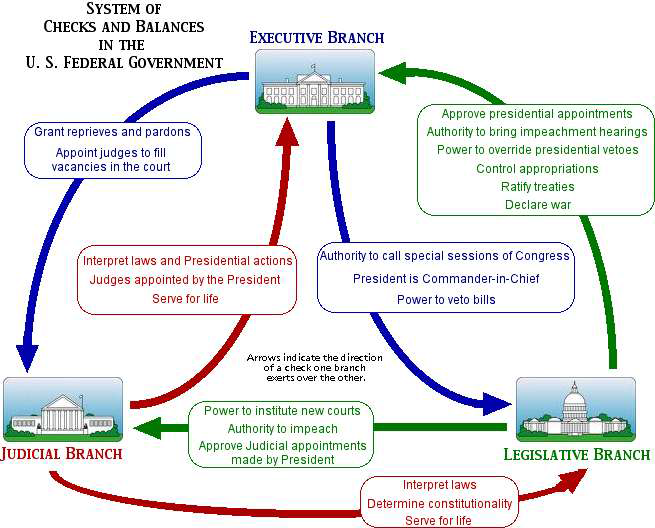 SYSTEM OF
CHECKS AND BALANCES
IN THE
U. S. FEDERAL GOVERNMENT
EXECUTIVE BRANCH
Grant reprieves and pardons
Appoint judges to fill
vacancies in the court
Approve presidential appointments
Authority to bring impeachment hearings
Power to override presidential vetoes
Control appropriations
Ratify treaties
Declare war
Interpret laws and Presidential actions
Judges appointed by the President
Serve for life
Authority to call special sessions of Congress
President is Commander-in-Chief
Power to veto bills
Arrows indicate the direction
of a check one branch
exerts over the other.
JUDICIAL BRANCH
Power to institute new courts
Authority to impeach
Approve Judicial appointments
made by President
LEGISLATIVE BRANCH
Interpret laws
Determine constitutionality
Serve for life